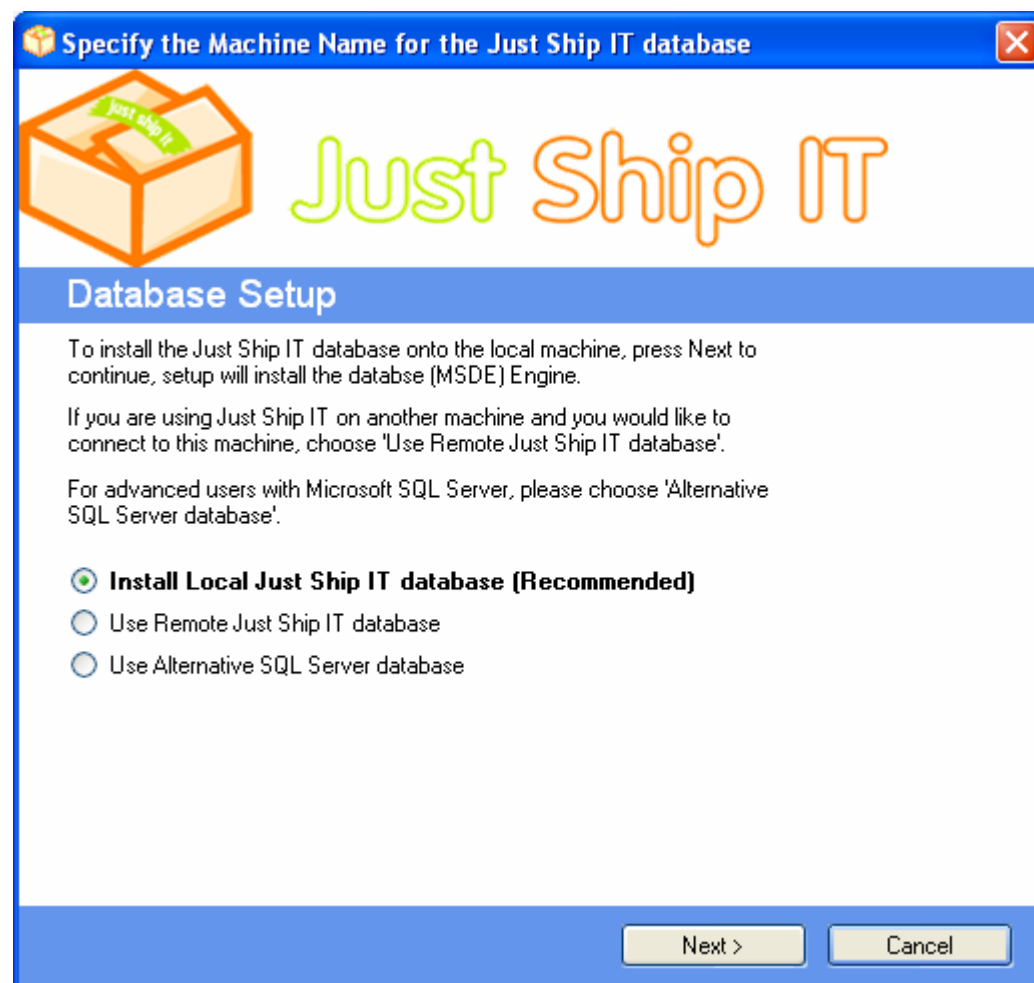 Specify the Machine Name for the Just Ship IT database
just ship it
Just Ship IT
Database Setup
To install the Just Ship IT database onto the local machine, press Next to
continue, setup will install the databse (MSDE) Engine.
If you are using Just Ship IT on another machine and you would like to
connect to this machine, choose 'Use Remote Just Ship IT database'.
For advanced users with Microsoft SQL Server, please choose 'Alternative
SQL Server database'.
Install Local Just Ship IT database (Recommended)
Use Remote Just Ship IT database
Use Alternative SQL Server database
Next >
Cancel